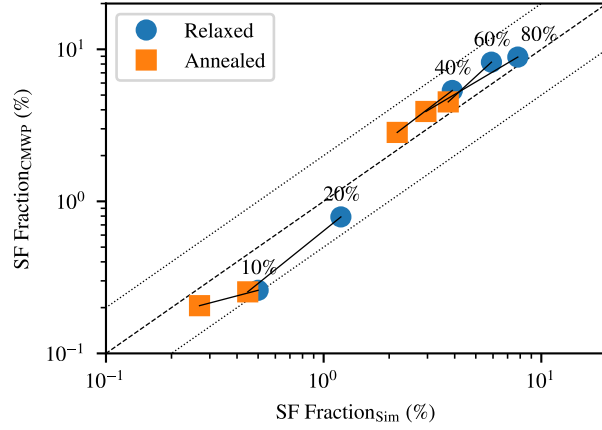 Relaxed
Annealed
10%
20%
40%
60%
80%
10¹
10⁰
10⁻¹
10⁻¹
10⁰
10¹
SF Fraction_CMWP (%)
SF Fraction_Sim (%)